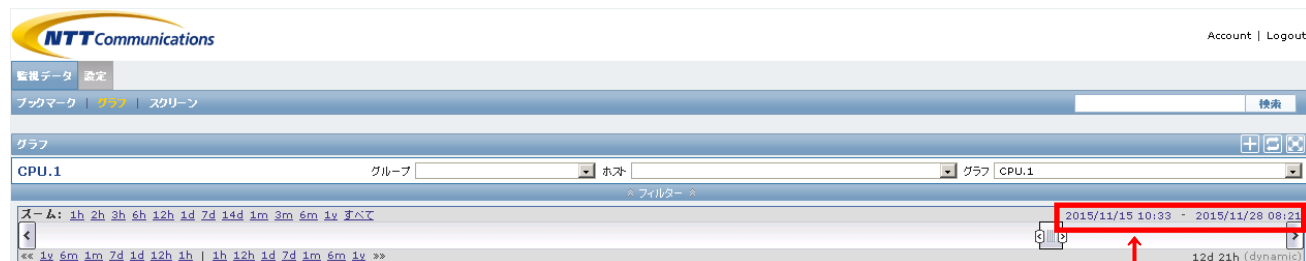 NTT Communications
Account | Logout
監視データ 設定
ブックマーク | グラフ | スクリーン 検索
グラフ
CPU.1 グループ ホスト グラフ CPU.1
フィルター
ズーム: 1h 2h 3h 6h 12h 1d 7d 14d 1m 3m 6m 1y すべて 2015/11/15 10:33 - 2015/11/28 08:21
«« 1y 6m 1m 7d 1d 12h 1h | 1h 12h 1d 7d 1m 6m 1y »» 12d 21h (dynamic)